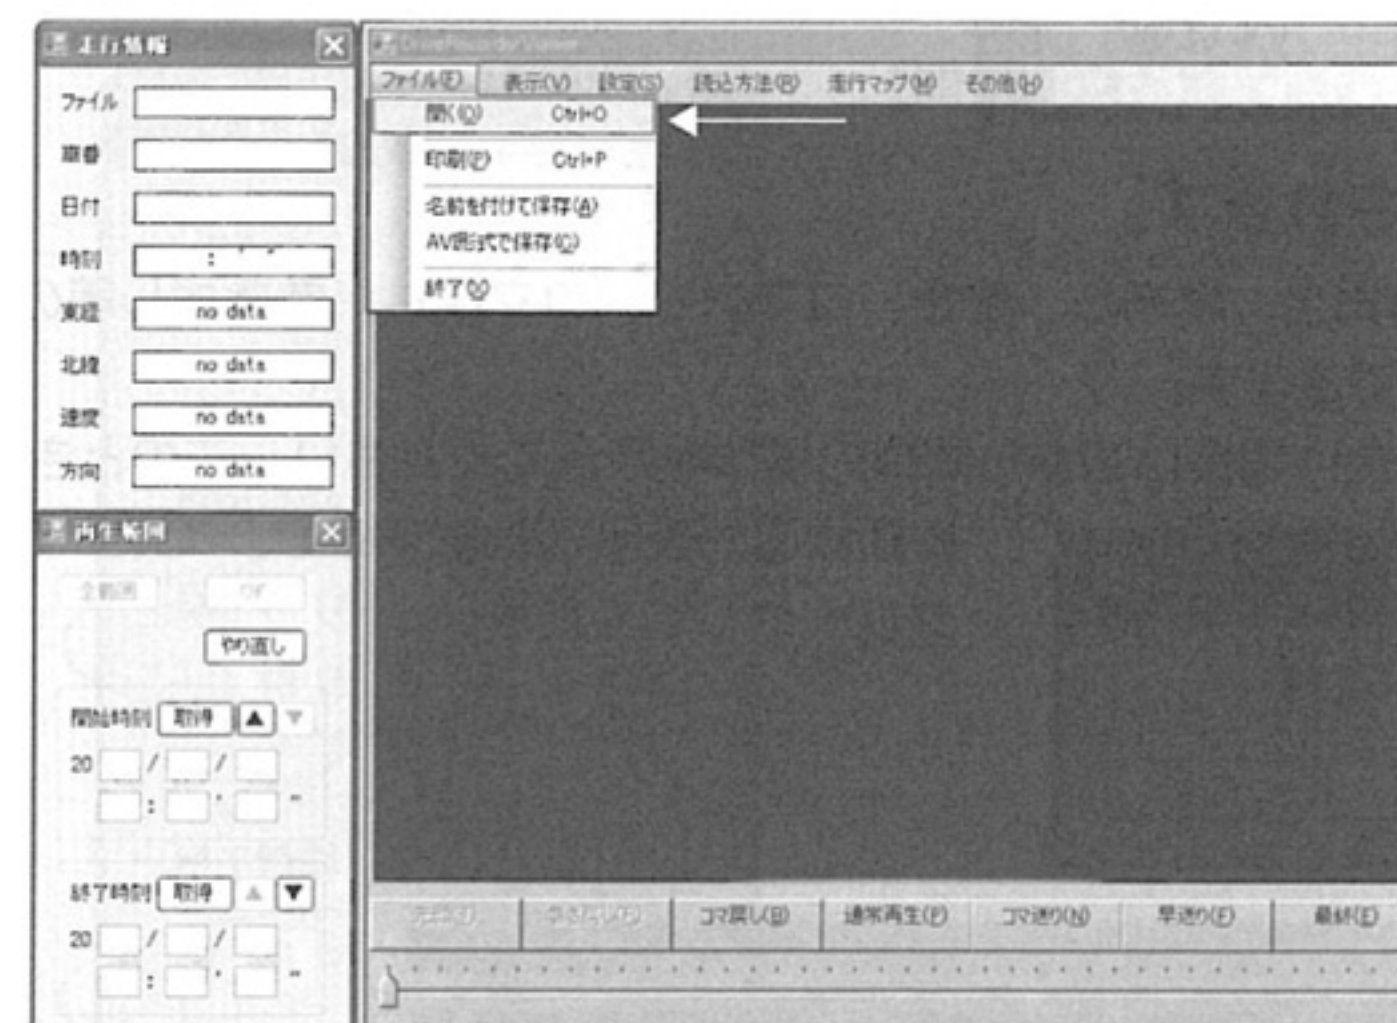 走行情報
ファイル
車番
日付
時刻 : ' "
東経 no data
北緯 no data
速度 no data
方向 no data
再生範囲
全範囲
やり直し
開始時刻 取得 ▲ ▼
20 / /
: ' "
終了時刻 取得 ▲ ▼
20 / /
: ' "
DriveRecorderViewer
ファイル(F) 表示(V) 設定(S) 読込方法(R) 走行マップ(M) その他(H)
開く(O) Ctrl+O
印刷(P) Ctrl+P
名前を付けて保存(A)
AVI形式で保存(C)
終了(X)
コマ戻し(B) 通常再生(P) コマ送り(N) 早送り(F) 最終(E)